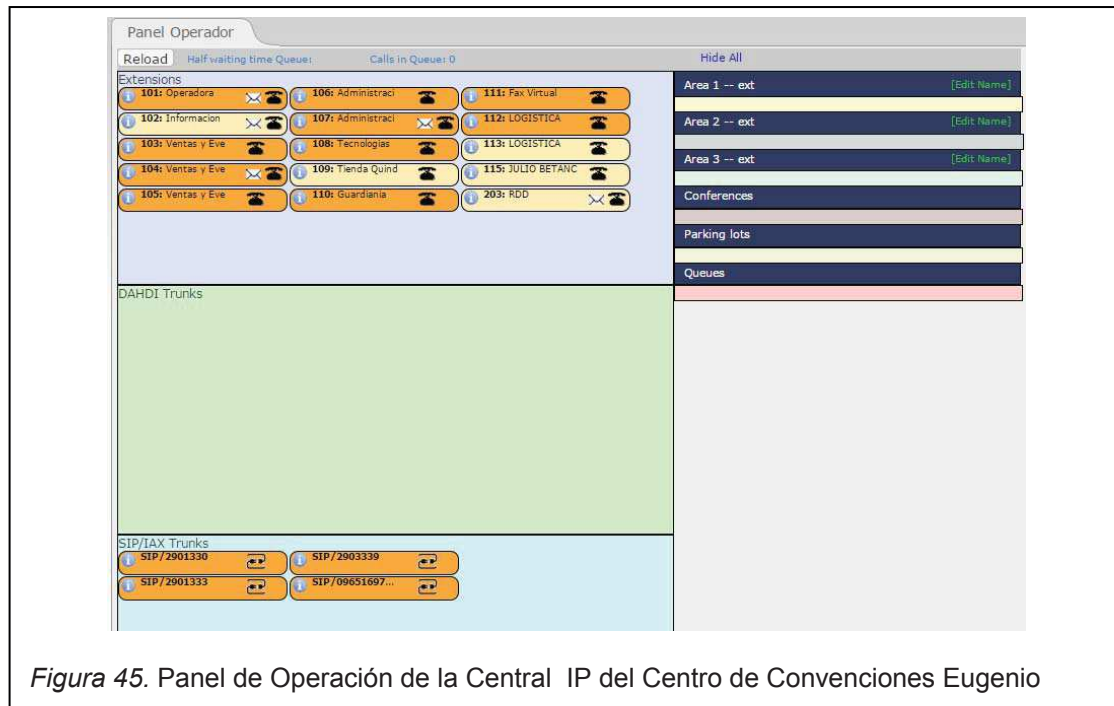 Panel Operador
Reload Half waiting time Queue: Calls in Queue: 0 Hide All
Extensions
101: Operadora 106: Administraci 111: Fax Virtual
102: Informacion 107: Administraci 112: LOGISTICA
103: Ventas y Eve 108: Tecnologias 113: LOGISTICA
104: Ventas y Eve 109: Tienda Quind 115: JULIO BETANC
105: Ventas y Eve 110: Guardiania 203: RDD
Area 1 -- ext [Edit Name]
Area 2 -- ext [Edit Name]
Area 3 -- ext [Edit Name]
Conferences
Parking lots
Queues
DAHDI Trunks
SIP/IAX Trunks
SIP/2901330 SIP/2903339
SIP/2901333 SIP/09651697...
Figura 45. Panel de Operación de la Central IP del Centro de Convenciones Eugenio